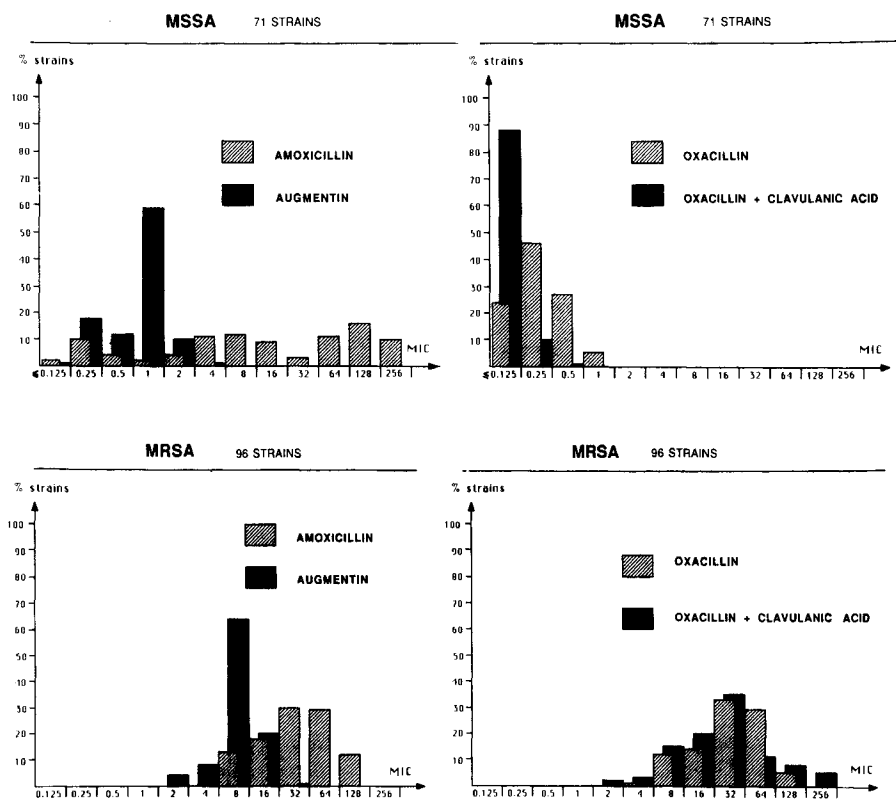 MSSA 71 STRAINS
% strains
100
90
80
70
60
50
40
30
20
10
AMOXICILLIN
AUGMENTIN
MIC
≤0.125 0.25 0.5 1 2 4 8 16 32 64 128 256
MSSA 71 STRAINS
% strains
100
90
80
70
60
50
40
30
20
10
OXACILLIN
OXACILLIN + CLAVULANIC ACID
MIC
≤0.125 0.25 0.5 1 2 4 8 16 32 64 128 256
MRSA 96 STRAINS
% strains
100
90
80
70
60
50
40
30
20
10
AMOXICILLIN
AUGMENTIN
MIC
0.125 0.25 0.5 1 2 4 8 16 32 64 128 256
MRSA 96 STRAINS
% strains
100
90
80
70
60
50
40
30
20
10
OXACILLIN
OXACILLIN + CLAVULANIC ACID
MIC
0.125 0.25 0.5 1 2 4 8 16 32 64 128 256